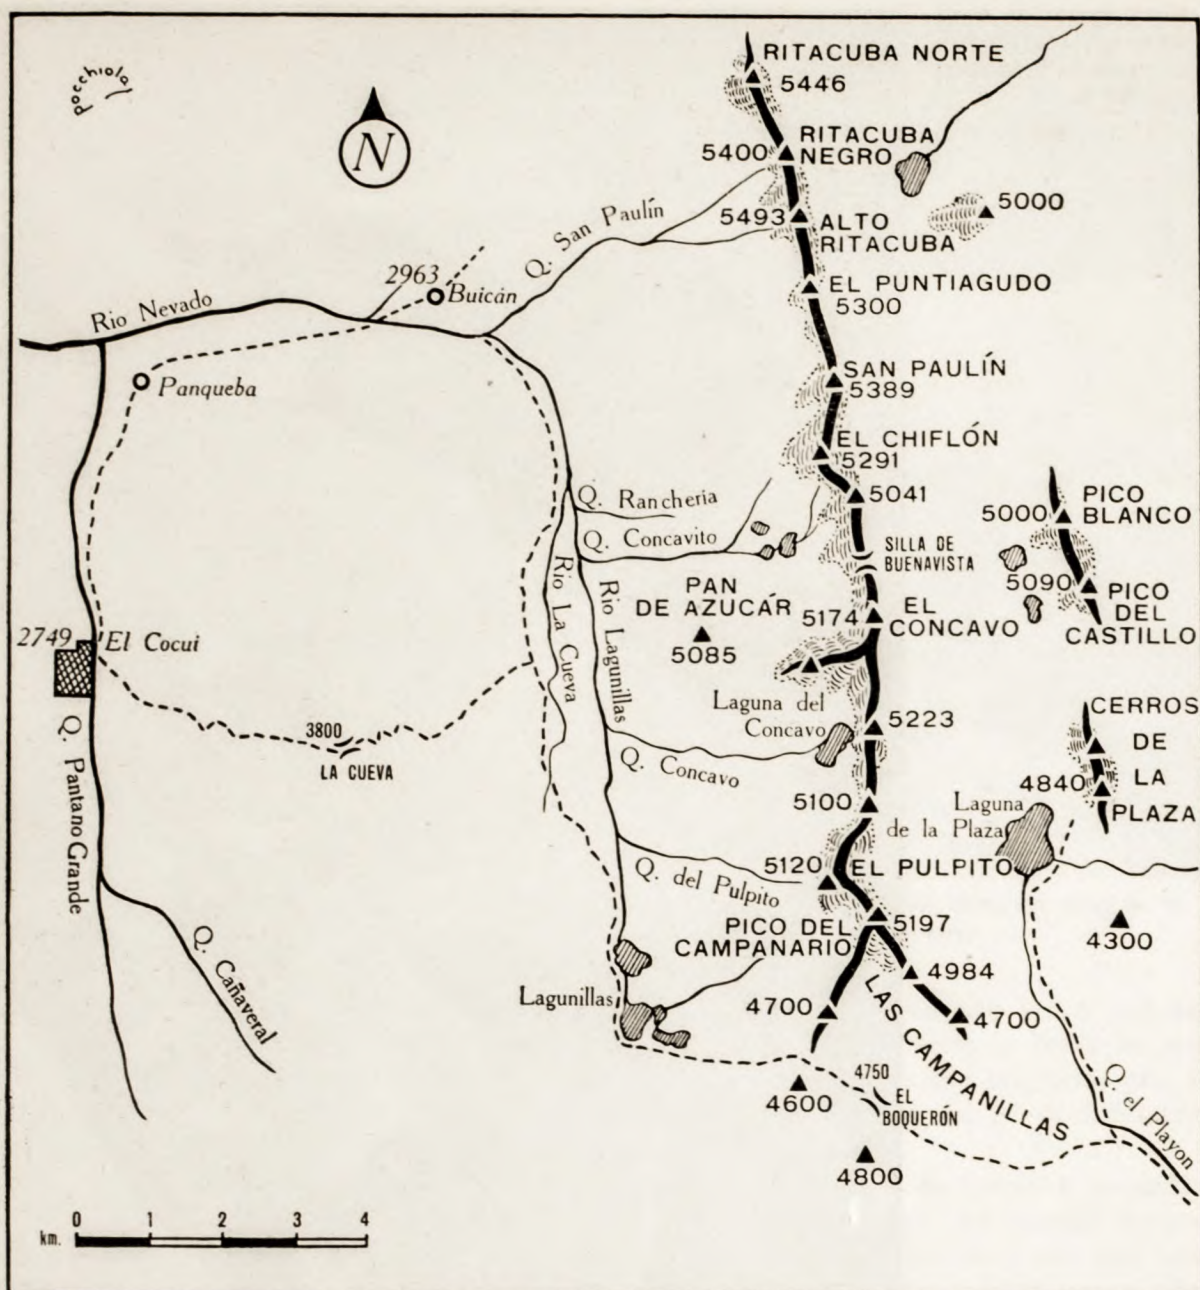 Pocchiola
N
RITACUBA NORTE
5446
RITACUBA
NEGRO
5400
5493
ALTO
RITACUBA
5000
EL PUNTIAGUDO
5300
Q. San Paulín
2963
Buicán
Rio Nevado
Panqueba
SAN PAULÍN
5389
EL CHIFLÓN
5291
5041
Q. Rancheria
Q. Concavito
SILLA DE
BUENAVISTA
5000
PICO
BLANCO
5090
PICO
DEL
CASTILLO
PAN
DE AZUCÁR
5085
5174
EL
CONCAVO
2749
El Cocui
Rio La Cueva
Rio Lagunillas
Laguna del
Concavo
5223
3800
LA CUEVA
Q. Concavo
5100
CERROS
DE
LA
PLAZA
4840
Laguna
de la Plaza
Q. Pantano Grande
5120
EL PULPITO
Q. del Pulpito
PICO DEL
CAMPANARIO
5197
4984
4300
Q. Cañaveral
Lagunillas
4700
4700
LAS CAMPANILLAS
4750
EL
BOQUERÓN
4600
4800
Q. el Playon
0 1 2 3 4
km.